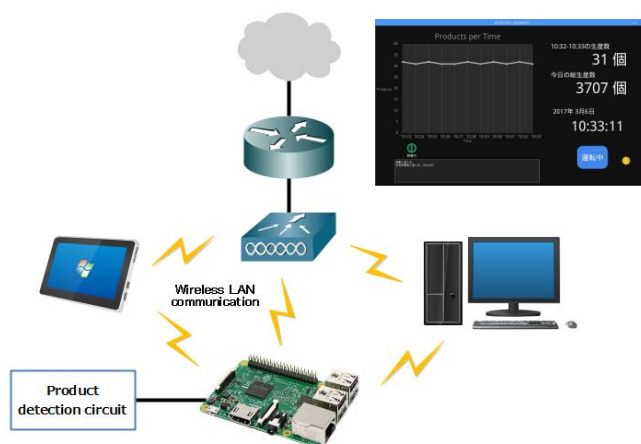 Products per Time
10:32-10:33の生産数
31 個
今日の総生産数
3707 個
2017年 3月6日
10:33:11
運転中
Time
Wireless LAN
communication
Product
detection circuit